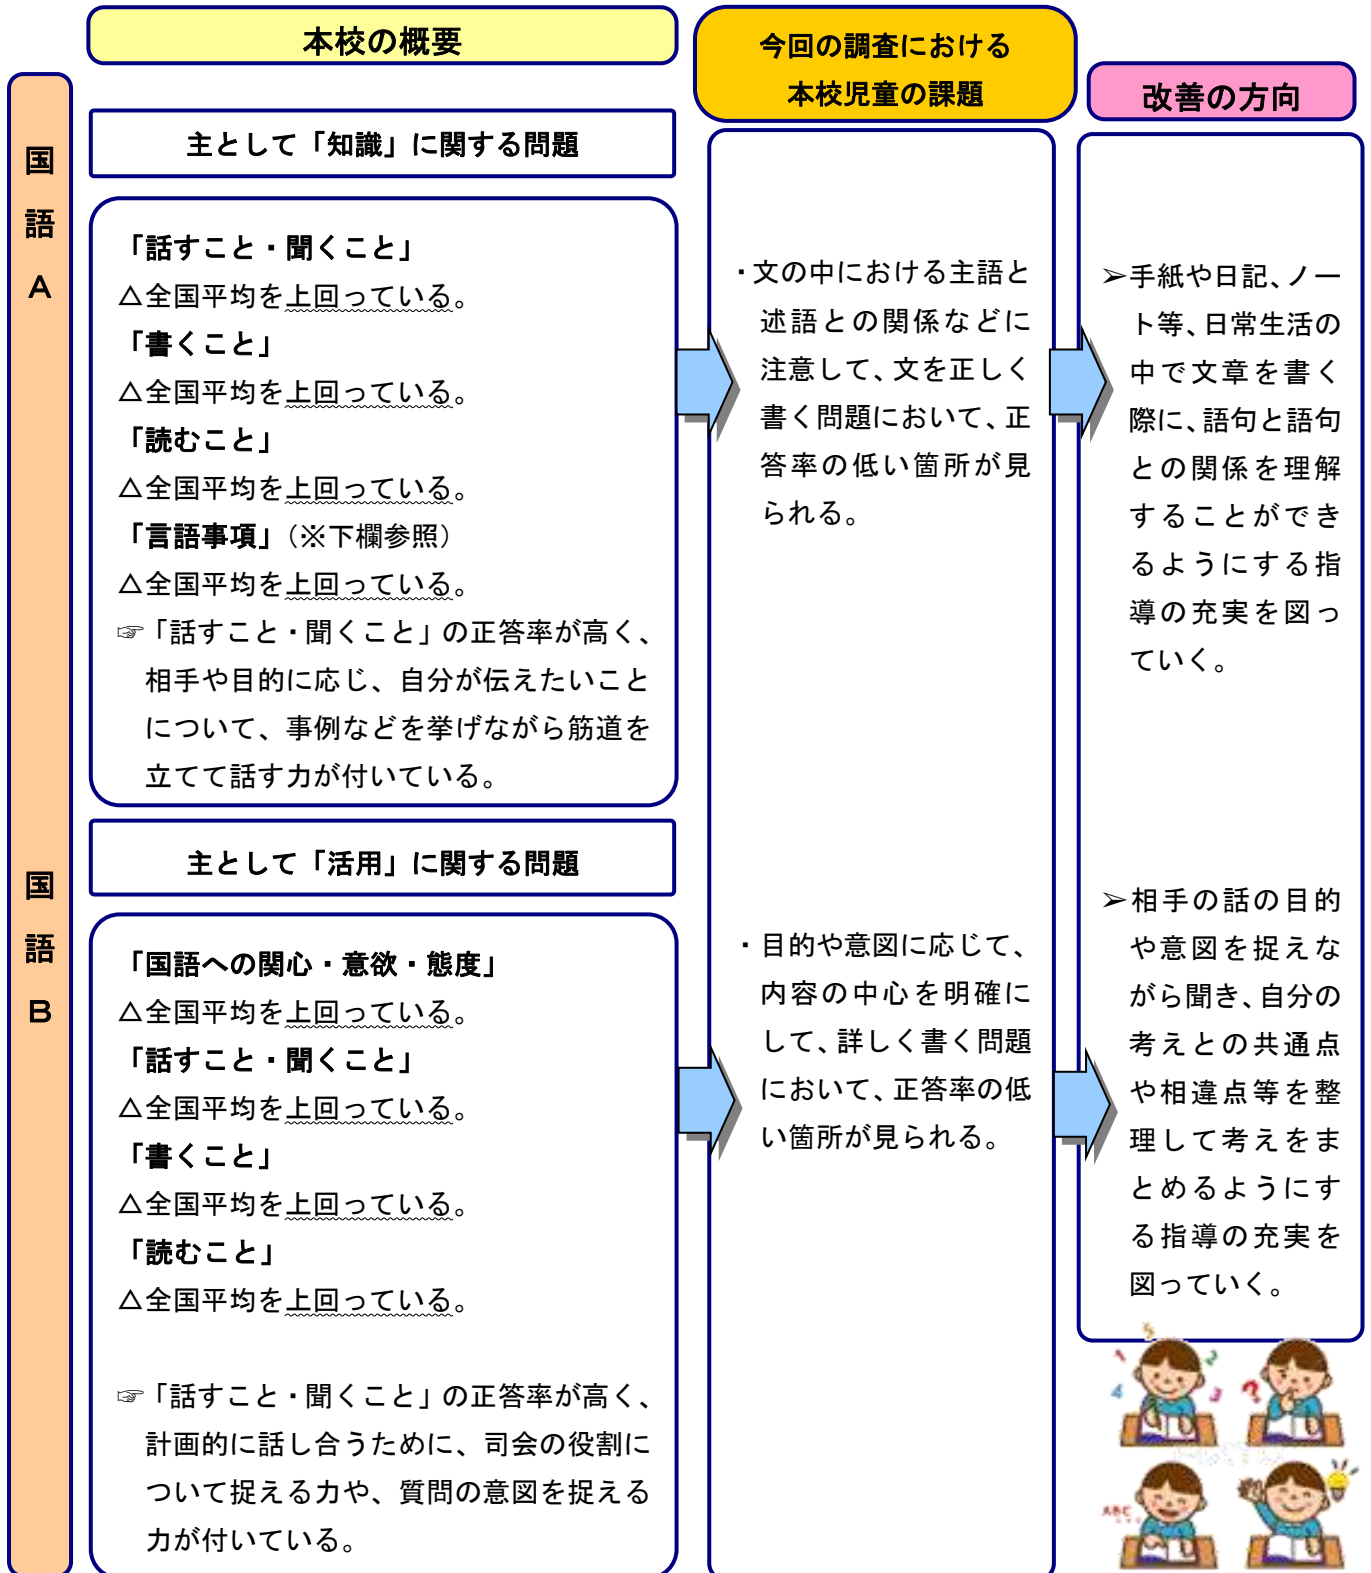 本校の概要
今回の調査における
本校児童の課題
改善の方向
国
語
A
主として「知識」に関する問題
「話すこと・聞くこと」
△全国平均を上回っている。
「書くこと」
△全国平均を上回っている。
「読むこと」
△全国平均を上回っている。
「言語事項」(※下欄参照)
△全国平均を上回っている。
☞「話すこと・聞くこと」の正答率が高く、
相手や目的に応じ、自分が伝えたいこと
について、事例などを挙げながら筋道を
立てて話す力が付いている。
・文の中における主語と
述語との関係などに
注意して、文を正しく
書く問題において、正
答率の低い箇所が見
られる。
➢手紙や日記、ノー
ト等、日常生活の
中で文章を書く
際に、語句と語句
との関係を理解
することができ
るようにする指
導の充実を図っ
ていく。
国
語
B
主として「活用」に関する問題
「国語への関心・意欲・態度」
△全国平均を上回っている。
「話すこと・聞くこと」
△全国平均を上回っている。
「書くこと」
△全国平均を上回っている。
「読むこと」
△全国平均を上回っている。
☞「話すこと・聞くこと」の正答率が高く、
計画的に話し合うために、司会の役割に
ついて捉える力や、質問の意図を捉える
力が付いている。
・目的や意図に応じて、
内容の中心を明確に
して、詳しく書く問題
において、正答率の低
い箇所が見られる。
➢相手の話の目的
や意図を捉えな
がら聞き、自分の
考えとの共通点
や相違点等を整
理して考えをま
とめるようにす
る指導の充実を
図っていく。
1 5 2
4 3
?
ABC